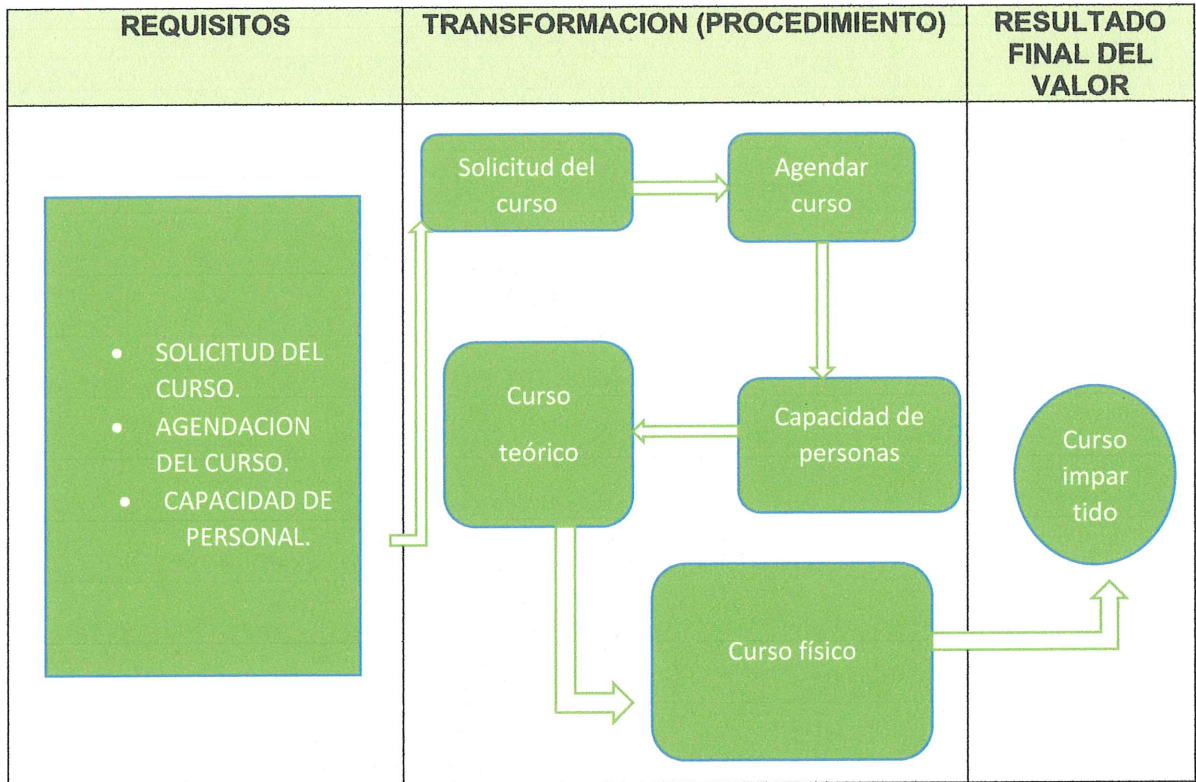 REQUISITOS
TRANSFORMACION (PROCEDIMIENTO)
RESULTADO
FINAL DEL
VALOR
• SOLICITUD DEL
CURSO.
• AGENDACION
DEL CURSO.
• CAPACIDAD DE
PERSONAL.
Solicitud del
curso
Agendar
curso
Capacidad de
personas
Curso
teórico
Curso físico
Curso
impar
tido